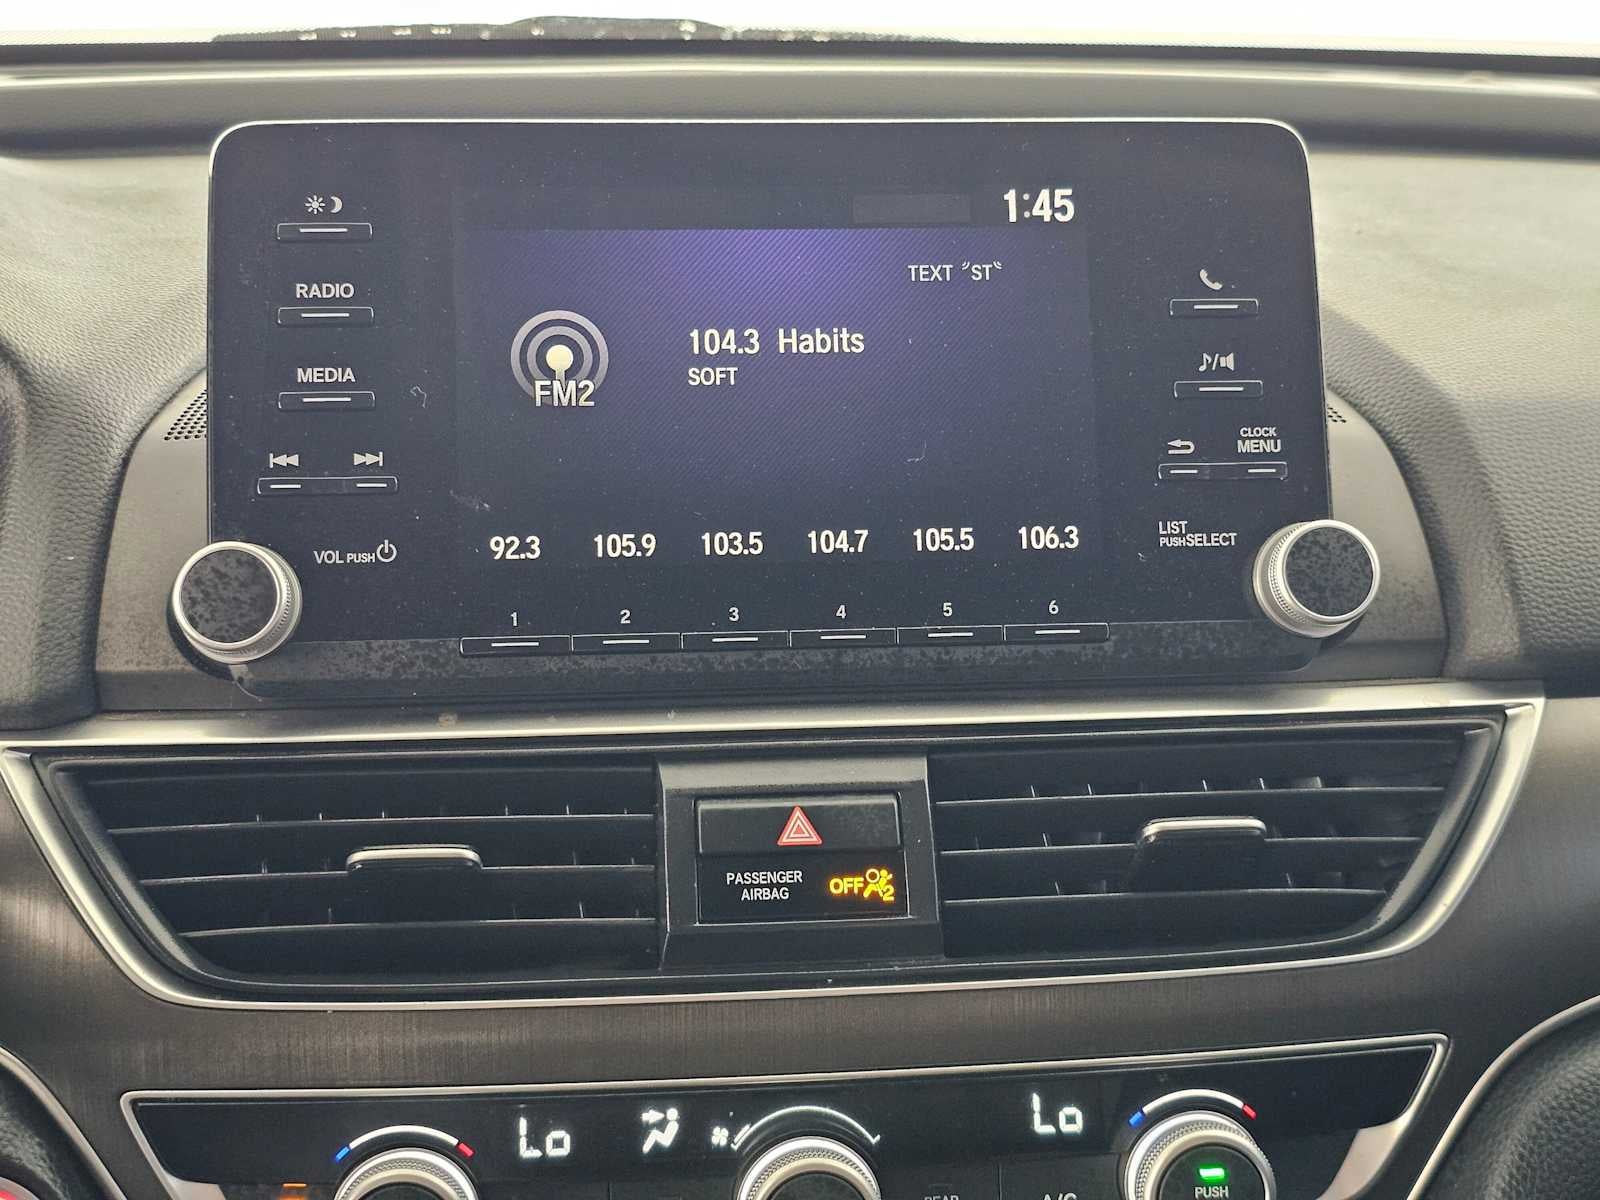 1:45
TEXT "ST"
RADIO
104.3 Habits
SOFT
MEDIA
FM2
CLOCK
MENU
LIST
PUSH SELECT
VOL PUSH
92.3 105.9 103.5 104.7 105.5 106.3
1 2 3 4 5 6
PASSENGER
AIRBAG
OFF 2
Lo Lo
PUSH
REAR
A/C